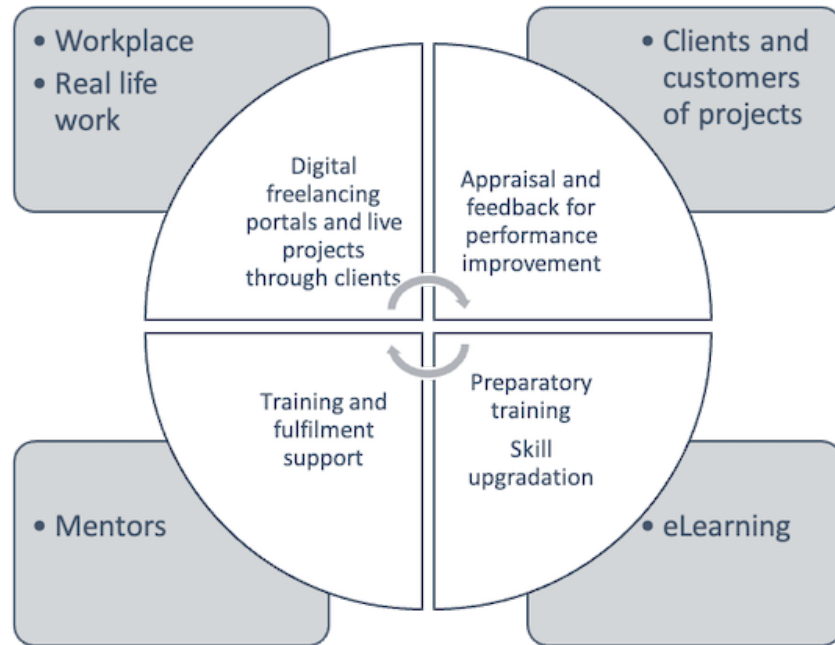 • Workplace
• Real life
work
• Clients and
customers
of projects
Digital
freelancing
portals and live
projects
through clients
Appraisal and
feedback for
performance
improvement
Training and
fulfilment
support
Preparatory
training
Skill
upgradation
• Mentors
• eLearning